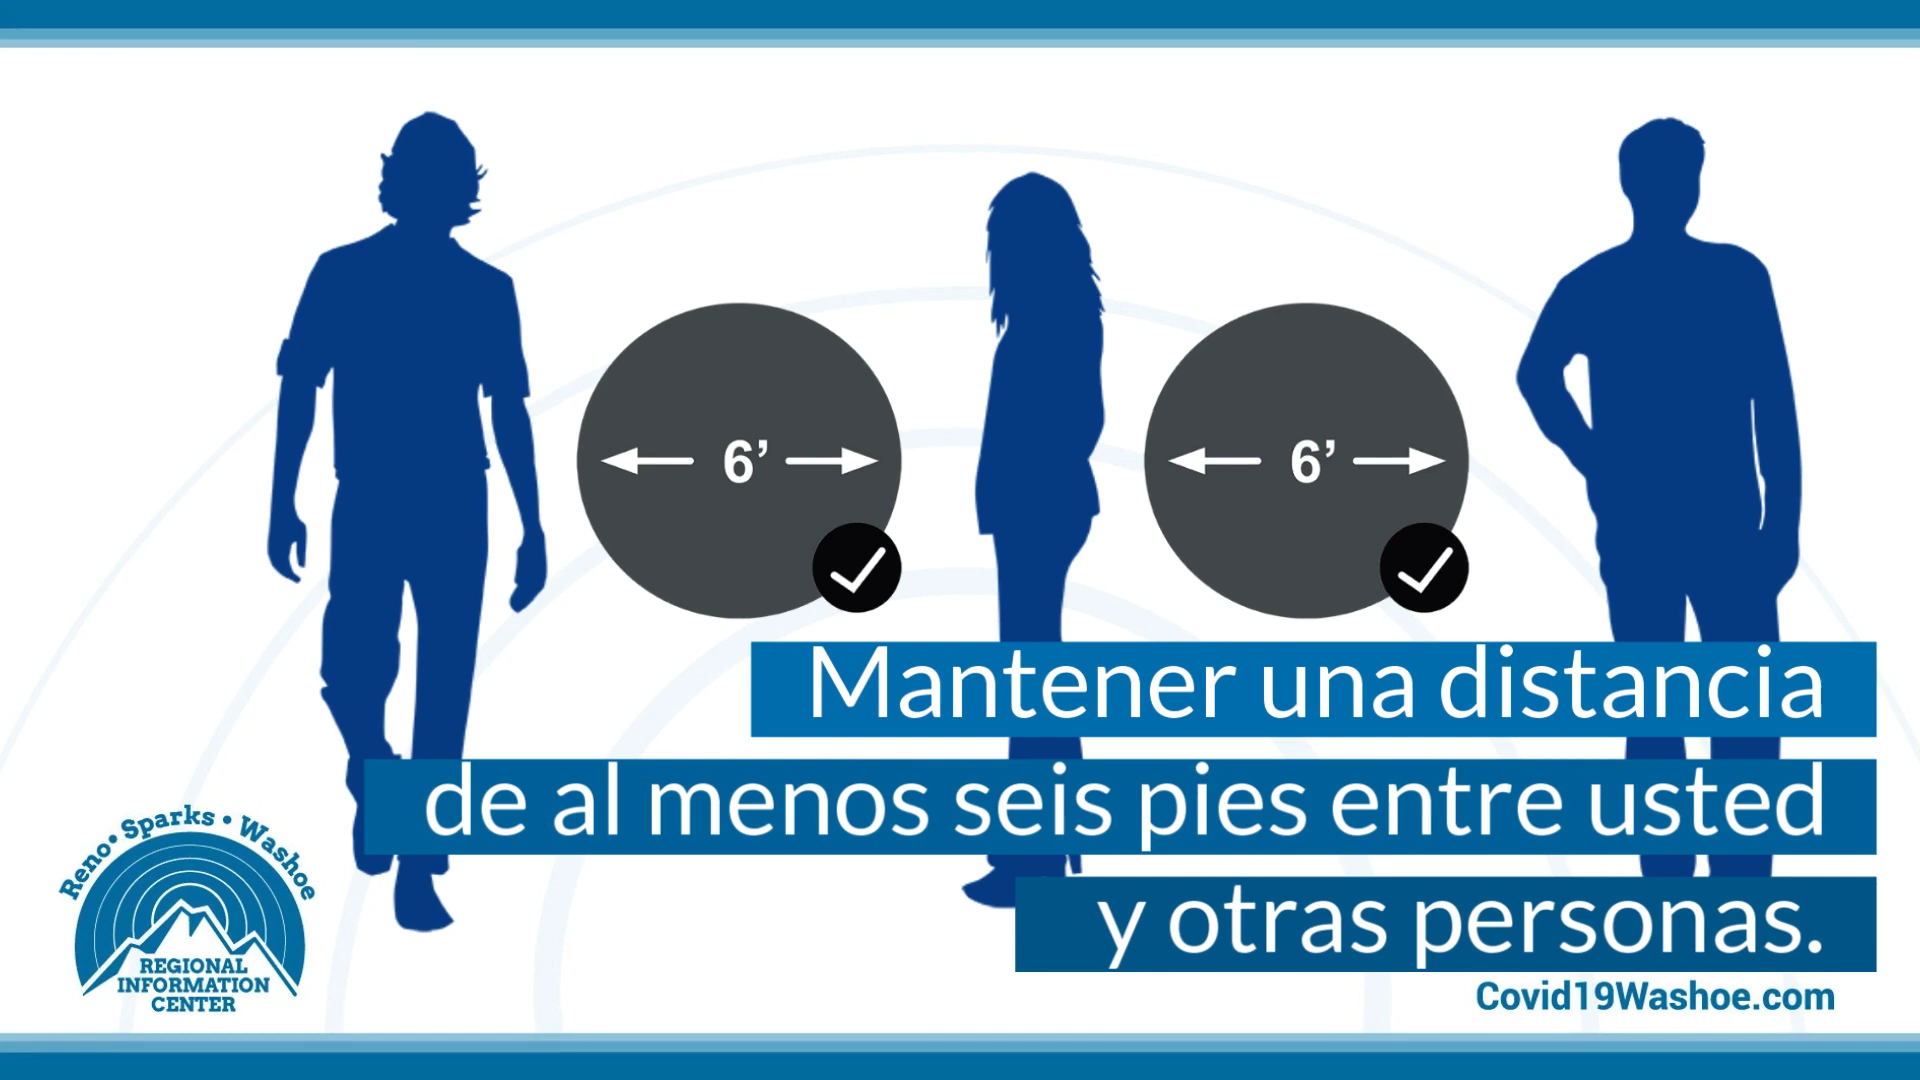 6’ 6’
Mantener una distancia
de al menos seis pies entre usted
y otras personas.
Reno • Sparks • Washoe
REGIONAL
INFORMATION
CENTER
Covid19Washoe.com